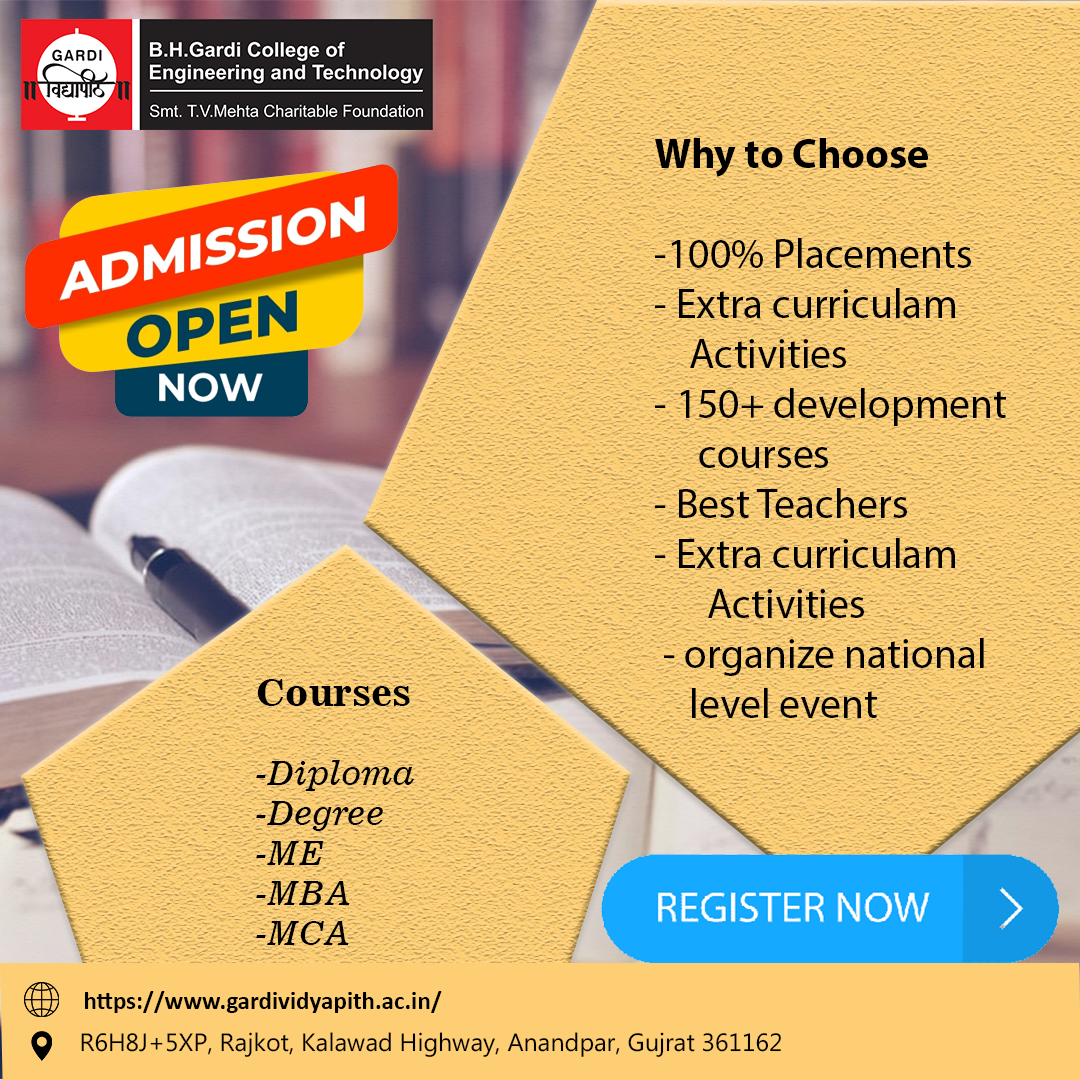 GARDI
॥विद्यापीठ॥
B.H.Gardi College of
Engineering and Technology
Smt. T.V.Mehta Charitable Foundation
ADMISSION
OPEN
NOW
Why to Choose
-100% Placements
- Extra curriculam
Activities
- 150+ development
courses
- Best Teachers
- Extra curriculam
Activities
- organize national
level event
Courses
-Diploma
-Degree
-ME
-MBA
-MCA
REGISTER NOW
https://www.gardividyapith.ac.in/
R6H8J+5XP, Rajkot, Kalawad Highway, Anandpar, Gujrat 361162